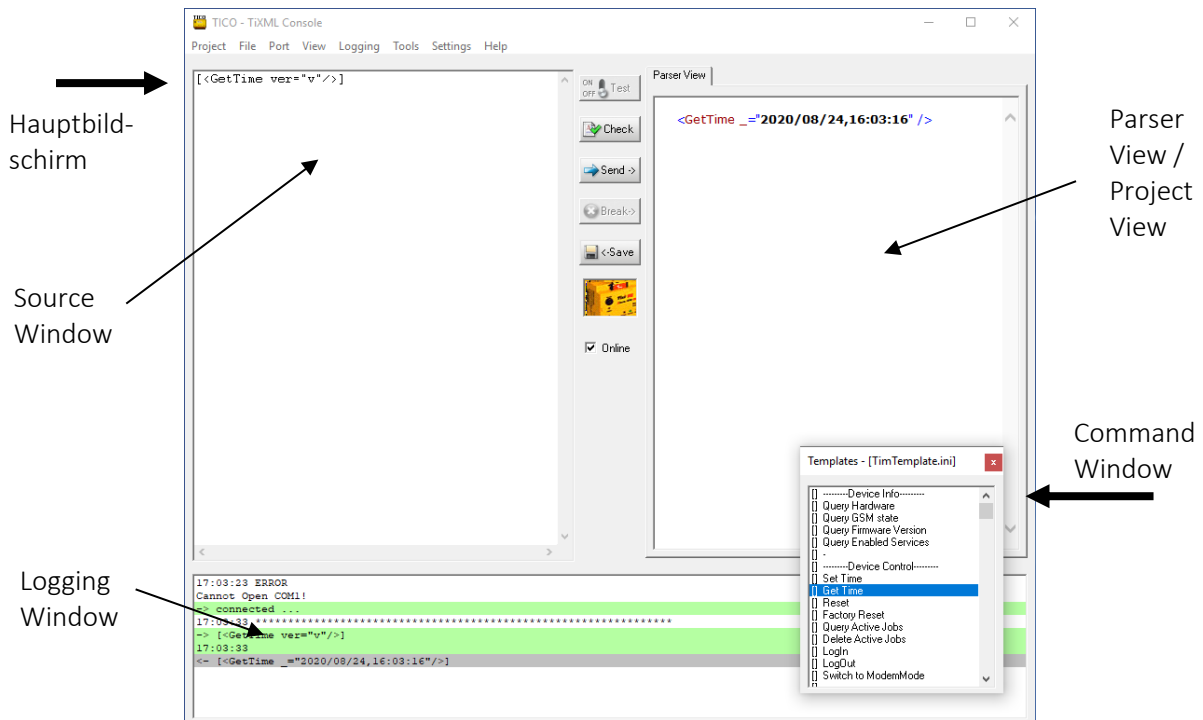 TICO - TiXML Console
Project File Port View Logging Tools Settings Help
Hauptbild-
schirm
Source
Window
Logging
Window
[<GetTime ver="v"/>]
ON
OFF
Test
Check
Send ->
Break->
<-Save
Online
Parser View
<GetTime _="2020/08/24,16:03:16" />
Parser
View /
Project
View
Command
Window
Templates - [TimTemplate.ini]
[] ---------Device Info---------
[] Query Hardware
[] Query GSM state
[] Query Firmware Version
[] Query Enabled Services
[] -
[] ---------Device Control---------
[] Set Time
[] Get Time
[] Reset
[] Factory Reset
[] Query Active Jobs
[] Delete Active Jobs
[] LogIn
[] LogOut
[] Switch to ModemMode
17:03:23 ERROR
Cannot Open COM1!
-> connected ...
17:03:33 ****************************************************************
-> [<GetTime ver="v"/>]
17:03:33
<- [<GetTime _="2020/08/24,16:03:16"/>]